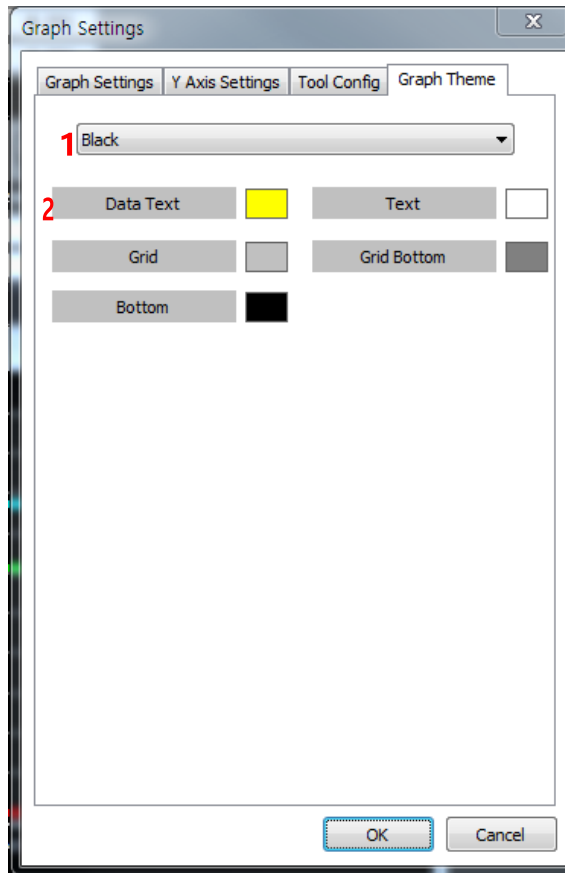 Graph Settings
Graph Settings Y Axis Settings Tool Config Graph Theme
1 Black
2 Data Text Text
Grid Grid Bottom
Bottom
OK Cancel